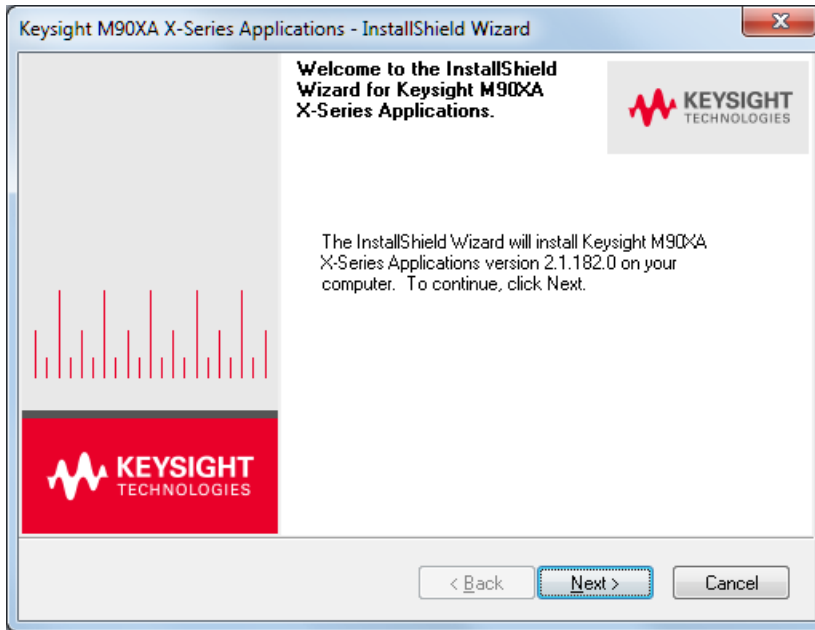 Keysight M90XA X-Series Applications - InstallShield Wizard
Welcome to the InstallShield
Wizard for Keysight M90XA
X-Series Applications.
KEYSIGHT
TECHNOLOGIES
The InstallShield Wizard will install Keysight M90XA
X-Series Applications version 2.1.182.0 on your
computer.  To continue, click Next.
KEYSIGHT
TECHNOLOGIES
< Back
Next >
Cancel